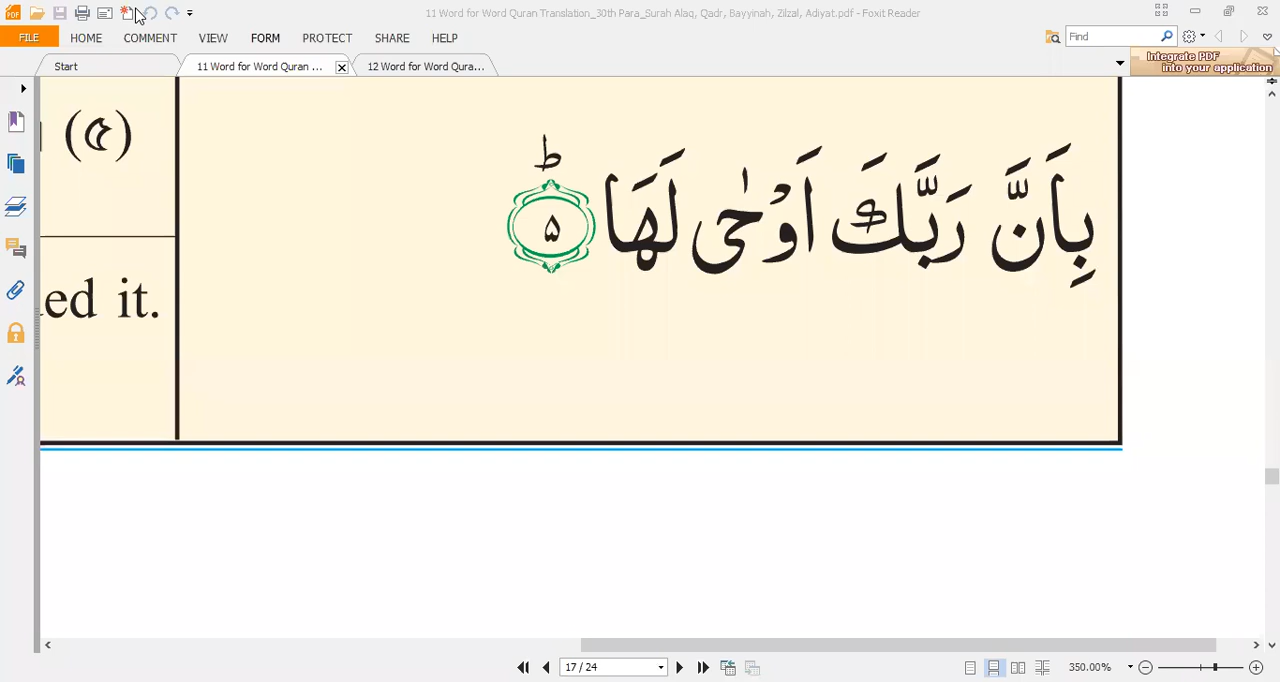 11 Word for Word Quran Translation_30th Para_Surah Alaq, Qadr, Bayyinah, Zilzal, Adiyat.pdf - Foxit Reader
FILE HOME COMMENT VIEW FORM PROTECT SHARE HELP
Find
Start
11 Word for Word Quran ...
12 Word for Word Qura...
Integrate PDF
into your application
(۵)
بِاَنَّ رَبَّكَ اَوْحٰى لَهَا ؕ ۵
ed it.
17 / 24
350.00%